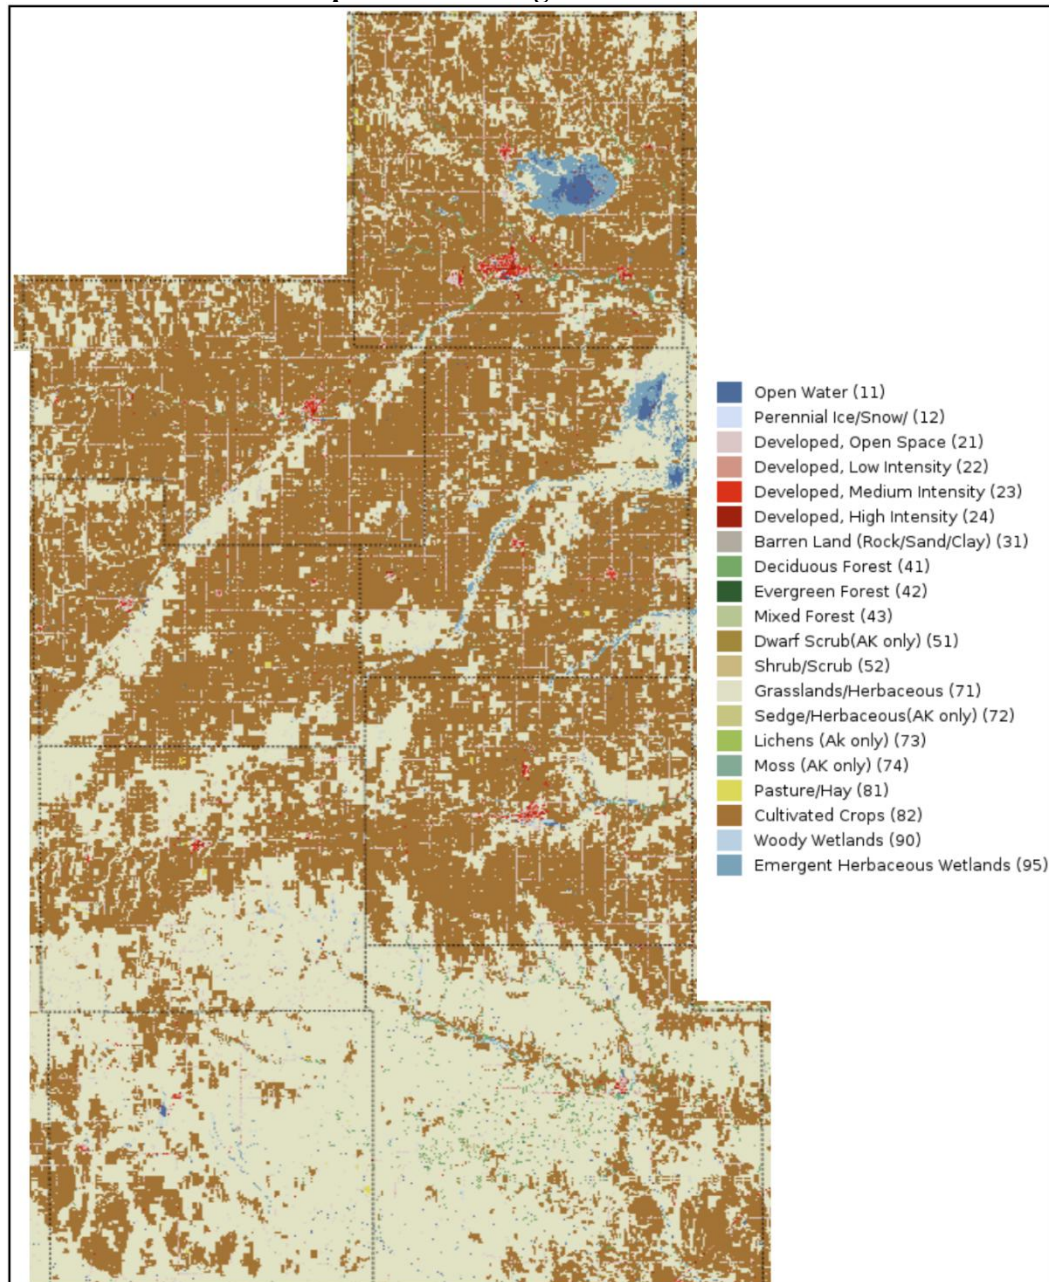 Open Water (11)
Perennial Ice/Snow/ (12)
Developed, Open Space (21)
Developed, Low Intensity (22)
Developed, Medium Intensity (23)
Developed, High Intensity (24)
Barren Land (Rock/Sand/Clay) (31)
Deciduous Forest (41)
Evergreen Forest (42)
Mixed Forest (43)
Dwarf Scrub(AK only) (51)
Shrub/Scrub (52)
Grasslands/Herbaceous (71)
Sedge/Herbaceous(AK only) (72)
Lichens (Ak only) (73)
Moss (AK only) (74)
Pasture/Hay (81)
Cultivated Crops (82)
Woody Wetlands (90)
Emergent Herbaceous Wetlands (95)